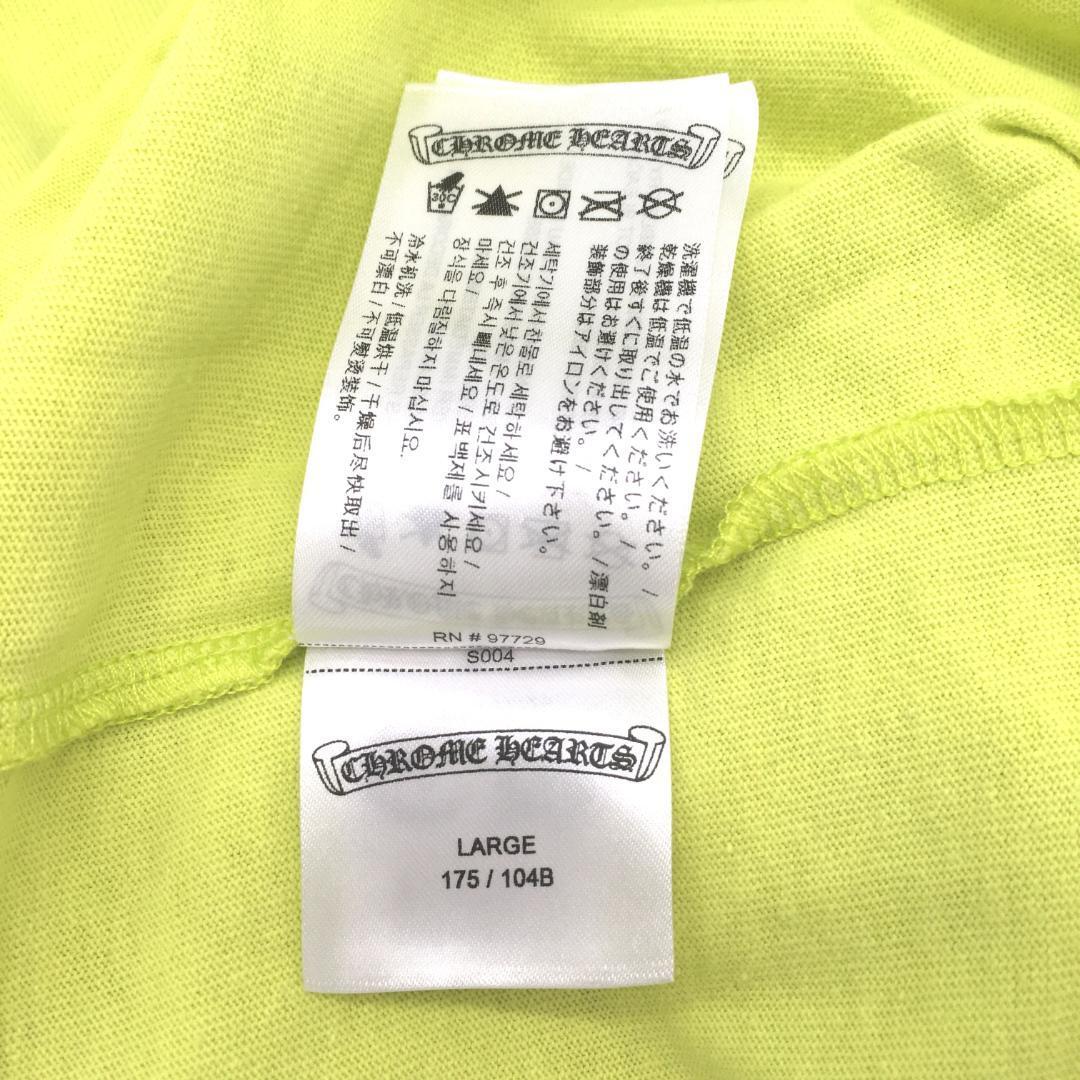 CHROME HEARTS
30C
洗濯機で低温の水でお洗いください。 /
乾燥機は低温でご使用ください。 /
終了後すぐに取り出してください。 / 漂白剤
の使用はお避けください。 /
装飾部分はアイロンをお避け下さい。
세탁기에서 찬물로 세탁하세요 /
건조기에서 낮은 온도로 건조시키세요 /
건조 후 즉시 빼내세요 / 표백제를 사용하지
마세요 /
장식을 다림질하지 마십시요.
冷水机洗 / 低温烘干 / 干燥后尽快取出 /
不可漂白 / 不可熨烫装饰。
RN # 97729
S004
CHROME HEARTS
LARGE
175 / 104B